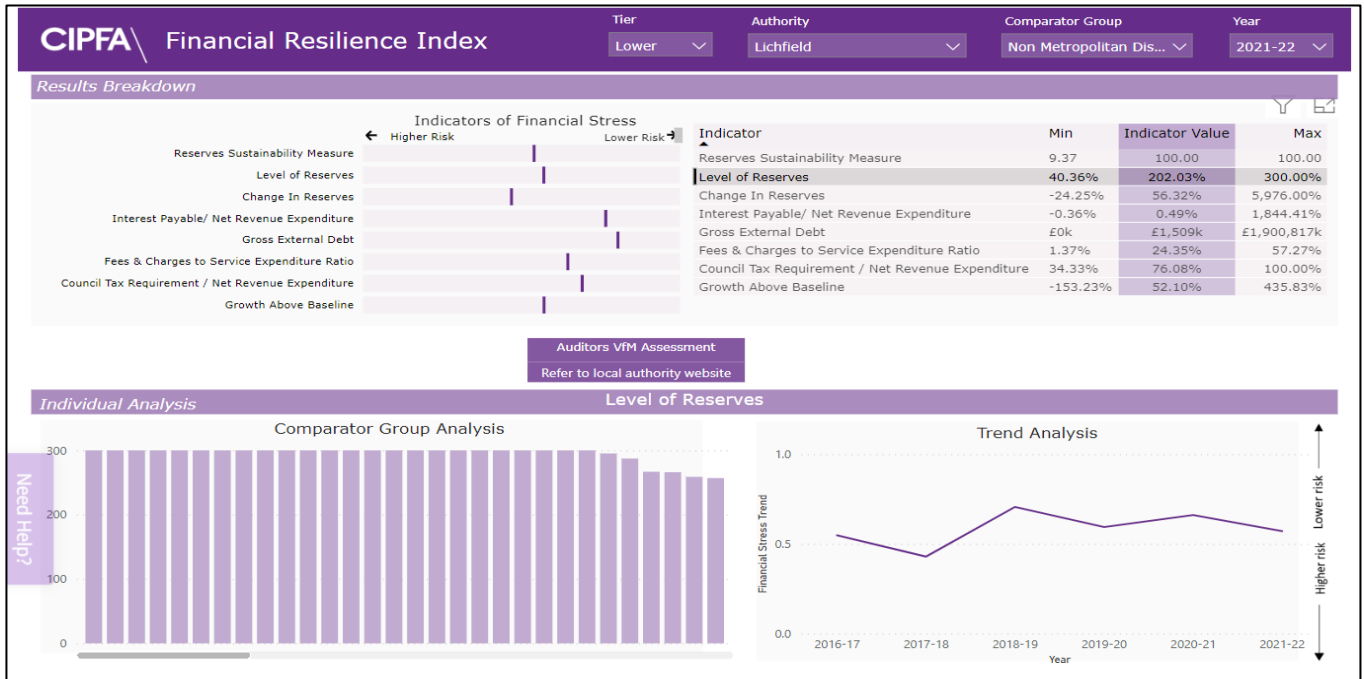 CIPFA\ Financial Resilience Index
Tier
Lower
Authority
Lichfield
Comparator Group
Non Metropolitan Dis...
Year
2021-22
Results Breakdown
Indicators of Financial Stress
← Higher Risk
Lower Risk →
Reserves Sustainability Measure
Level of Reserves
Change In Reserves
Interest Payable/ Net Revenue Expenditure
Gross External Debt
Fees & Charges to Service Expenditure Ratio
Council Tax Requirement / Net Revenue Expenditure
Growth Above Baseline
Indicator Min Indicator Value Max
Reserves Sustainability Measure 9.37 100.00 100.00
Level of Reserves 40.36% 202.03% 300.00%
Change In Reserves -24.25% 56.32% 5,976.00%
Interest Payable/ Net Revenue Expenditure -0.36% 0.49% 1,844.41%
Gross External Debt £0k £1,509k £1,900,817k
Fees & Charges to Service Expenditure Ratio 1.37% 24.35% 57.27%
Council Tax Requirement / Net Revenue Expenditure 34.33% 76.08% 100.00%
Growth Above Baseline -153.23% 52.10% 435.83%
Auditors VfM Assessment
Refer to local authority website
Individual Analysis
Level of Reserves
Need Help?
Comparator Group Analysis
300
200
100
0
Trend Analysis
Financial Stress Trend
1.0
0.5
0.0
2016-17 2017-18 2018-19 2019-20 2020-21 2021-22
Year
Lower risk
Higher risk